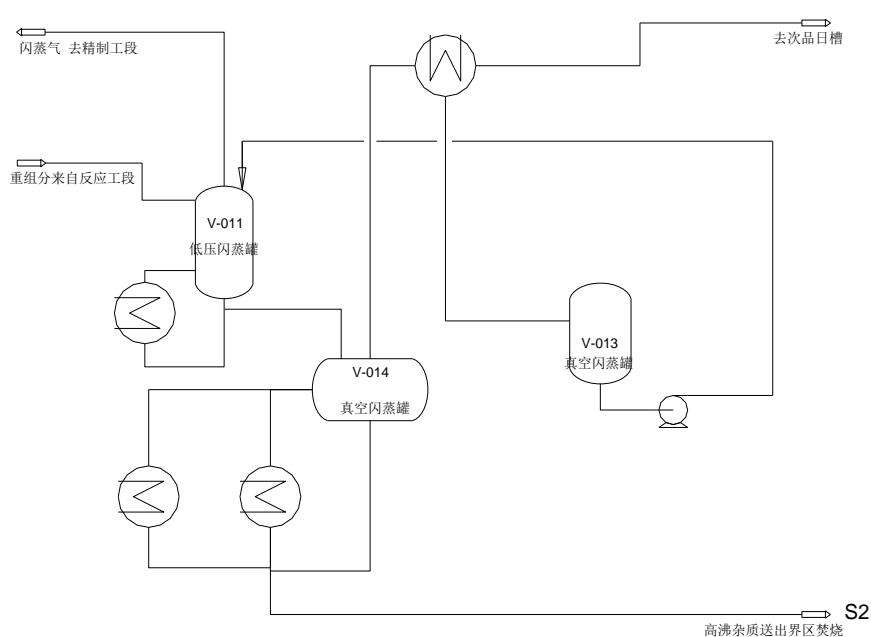 闪蒸气 去精制工段
去次品日槽
重组分来自反应工段
V-011
低压闪蒸罐
V-013
真空闪蒸罐
V-014
真空闪蒸罐
S2
高沸杂质送出界区焚烧